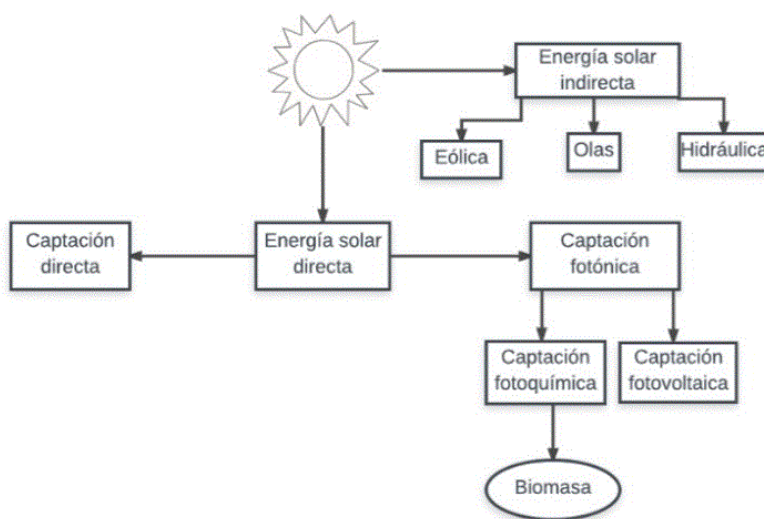 Energía solar
indirecta
Eólica
Olas
Hidráulica
Captación
directa
Energía solar
directa
Captación
fotónica
Captación
fotoquímica
Captación
fotovoltaica
Biomasa